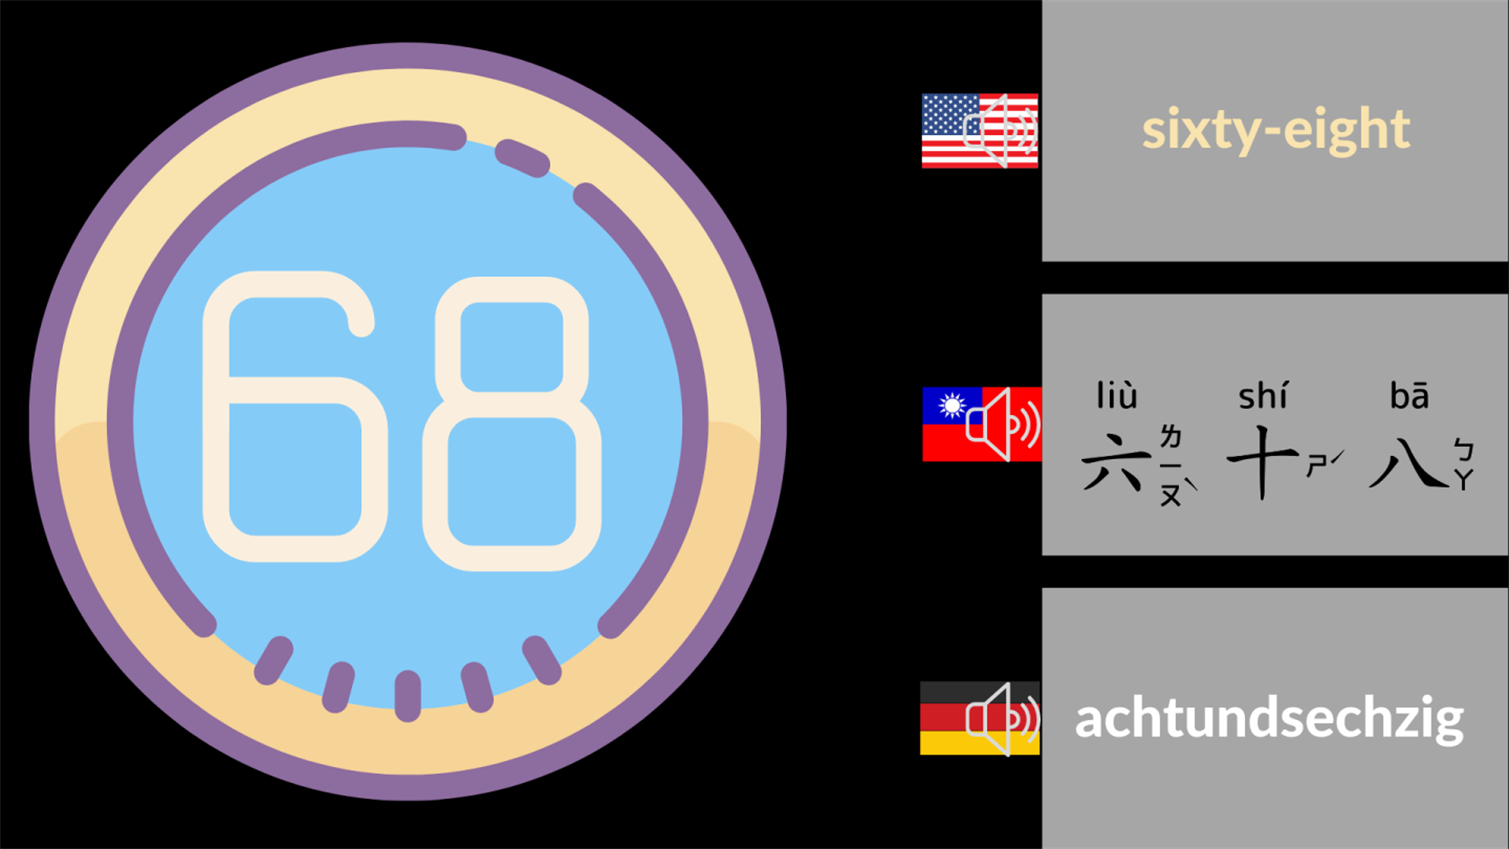 68
sixty-eight
liù shí bā
六ㄌㄧㄡˋ 十ㄕˊ 八ㄅㄚ
achtundsechzig